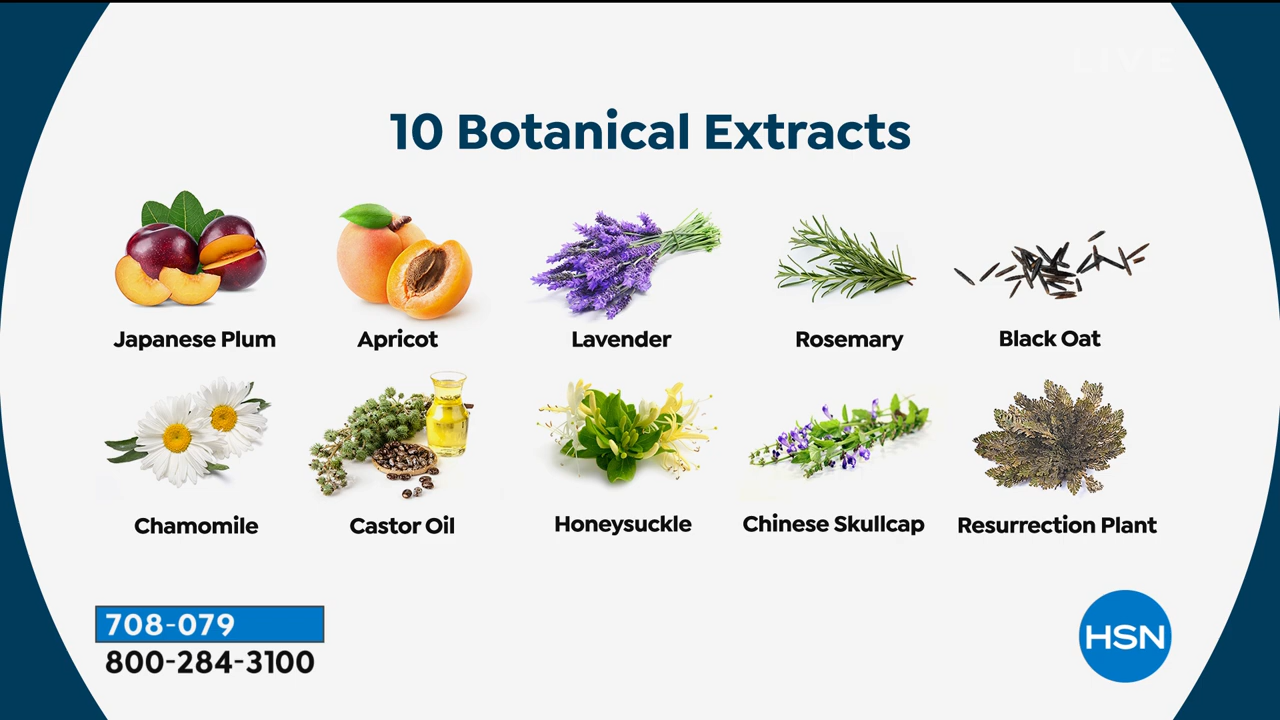 LIVE
10 Botanical Extracts
Japanese Plum
Apricot
Lavender
Rosemary
Black Oat
Chamomile
Castor Oil
Honeysuckle
Chinese Skullcap
Resurrection Plant
708-079
800-284-3100
HSN